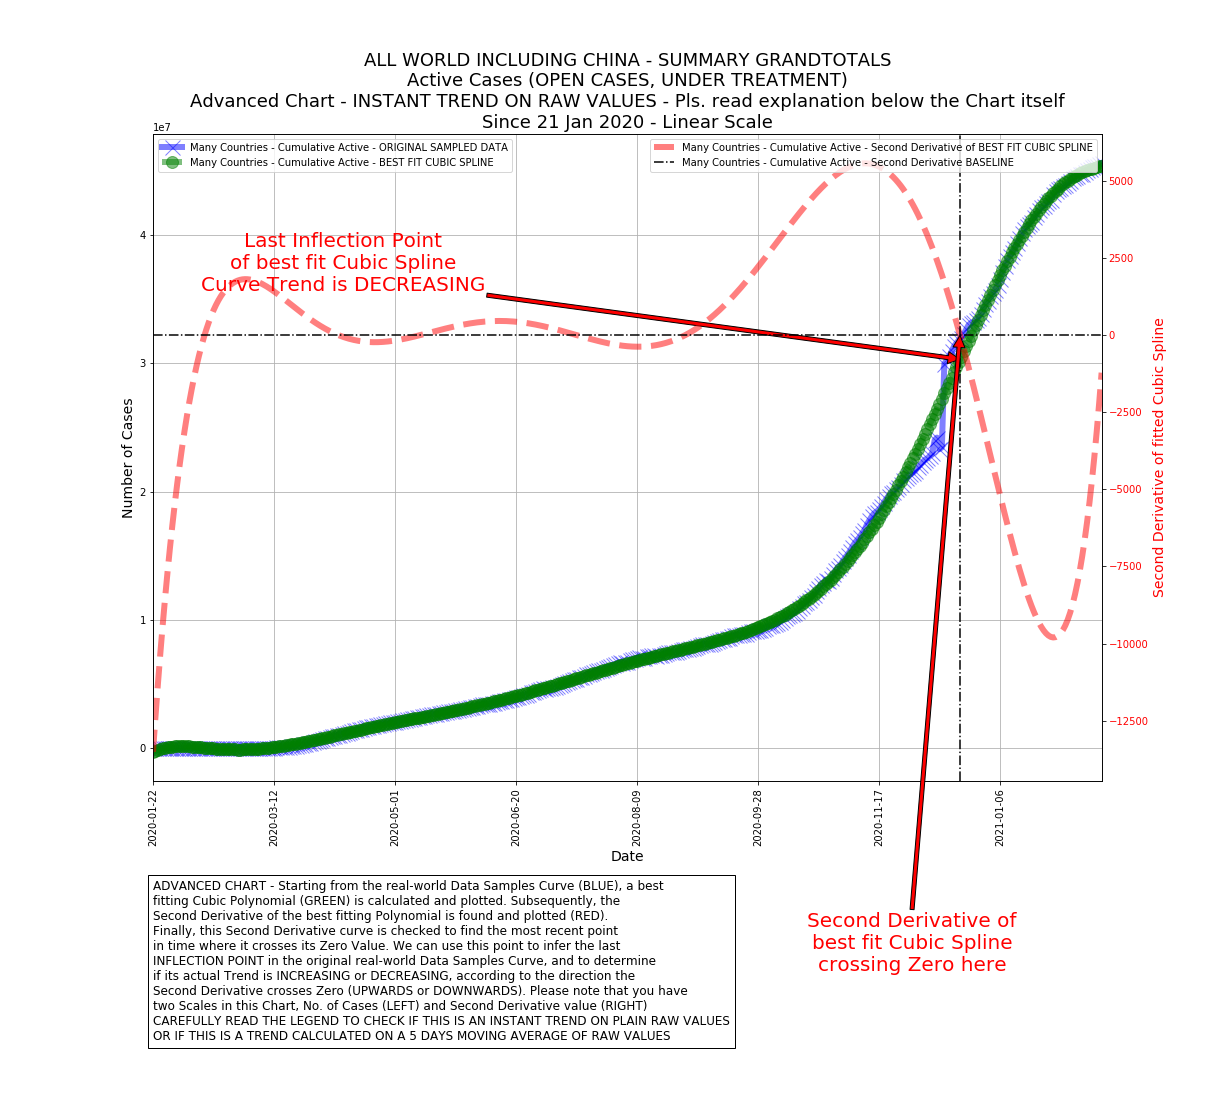 ALL WORLD INCLUDING CHINA - SUMMARY GRANDTOTALS
Active Cases (OPEN CASES, UNDER TREATMENT)
Advanced Chart - INSTANT TREND ON RAW VALUES - Pls. read explanation below the Chart itself
Since 21 Jan 2020 - Linear Scale
1e7
Many Countries - Cumulative Active - ORIGINAL SAMPLED DATA
Many Countries - Cumulative Active - BEST FIT CUBIC SPLINE
Many Countries - Cumulative Active - Second Derivative of BEST FIT CUBIC SPLINE
Many Countries - Cumulative Active - Second Derivative BASELINE
Last Inflection Point
of best fit Cubic Spline
Curve Trend is DECREASING
Number of Cases
4
3
2
1
0
5000
2500
0
−2500
−5000
−7500
−10000
−12500
Second Derivative of fitted Cubic Spline
2020-01-22
2020-03-12
2020-05-01
2020-06-20
2020-08-09
2020-09-28
2020-11-17
2021-01-06
Date
ADVANCED CHART - Starting from the real-world Data Samples Curve (BLUE), a best
fitting Cubic Polynomial (GREEN) is calculated and plotted. Subsequently, the
Second Derivative of the best fitting Polynomial is found and plotted (RED).
Finally, this Second Derivative curve is checked to find the most recent point
in time where it crosses its Zero Value. We can use this point to infer the last
INFLECTION POINT in the original real-world Data Samples Curve, and to determine
if its actual Trend is INCREASING or DECREASING, according to the direction the
Second Derivative crosses Zero (UPWARDS or DOWNWARDS). Please note that you have
two Scales in this Chart, No. of Cases (LEFT) and Second Derivative value (RIGHT)
CAREFULLY READ THE LEGEND TO CHECK IF THIS IS AN INSTANT TREND ON PLAIN RAW VALUES
OR IF THIS IS A TREND CALCULATED ON A 5 DAYS MOVING AVERAGE OF RAW VALUES
Second Derivative of
best fit Cubic Spline
crossing Zero here